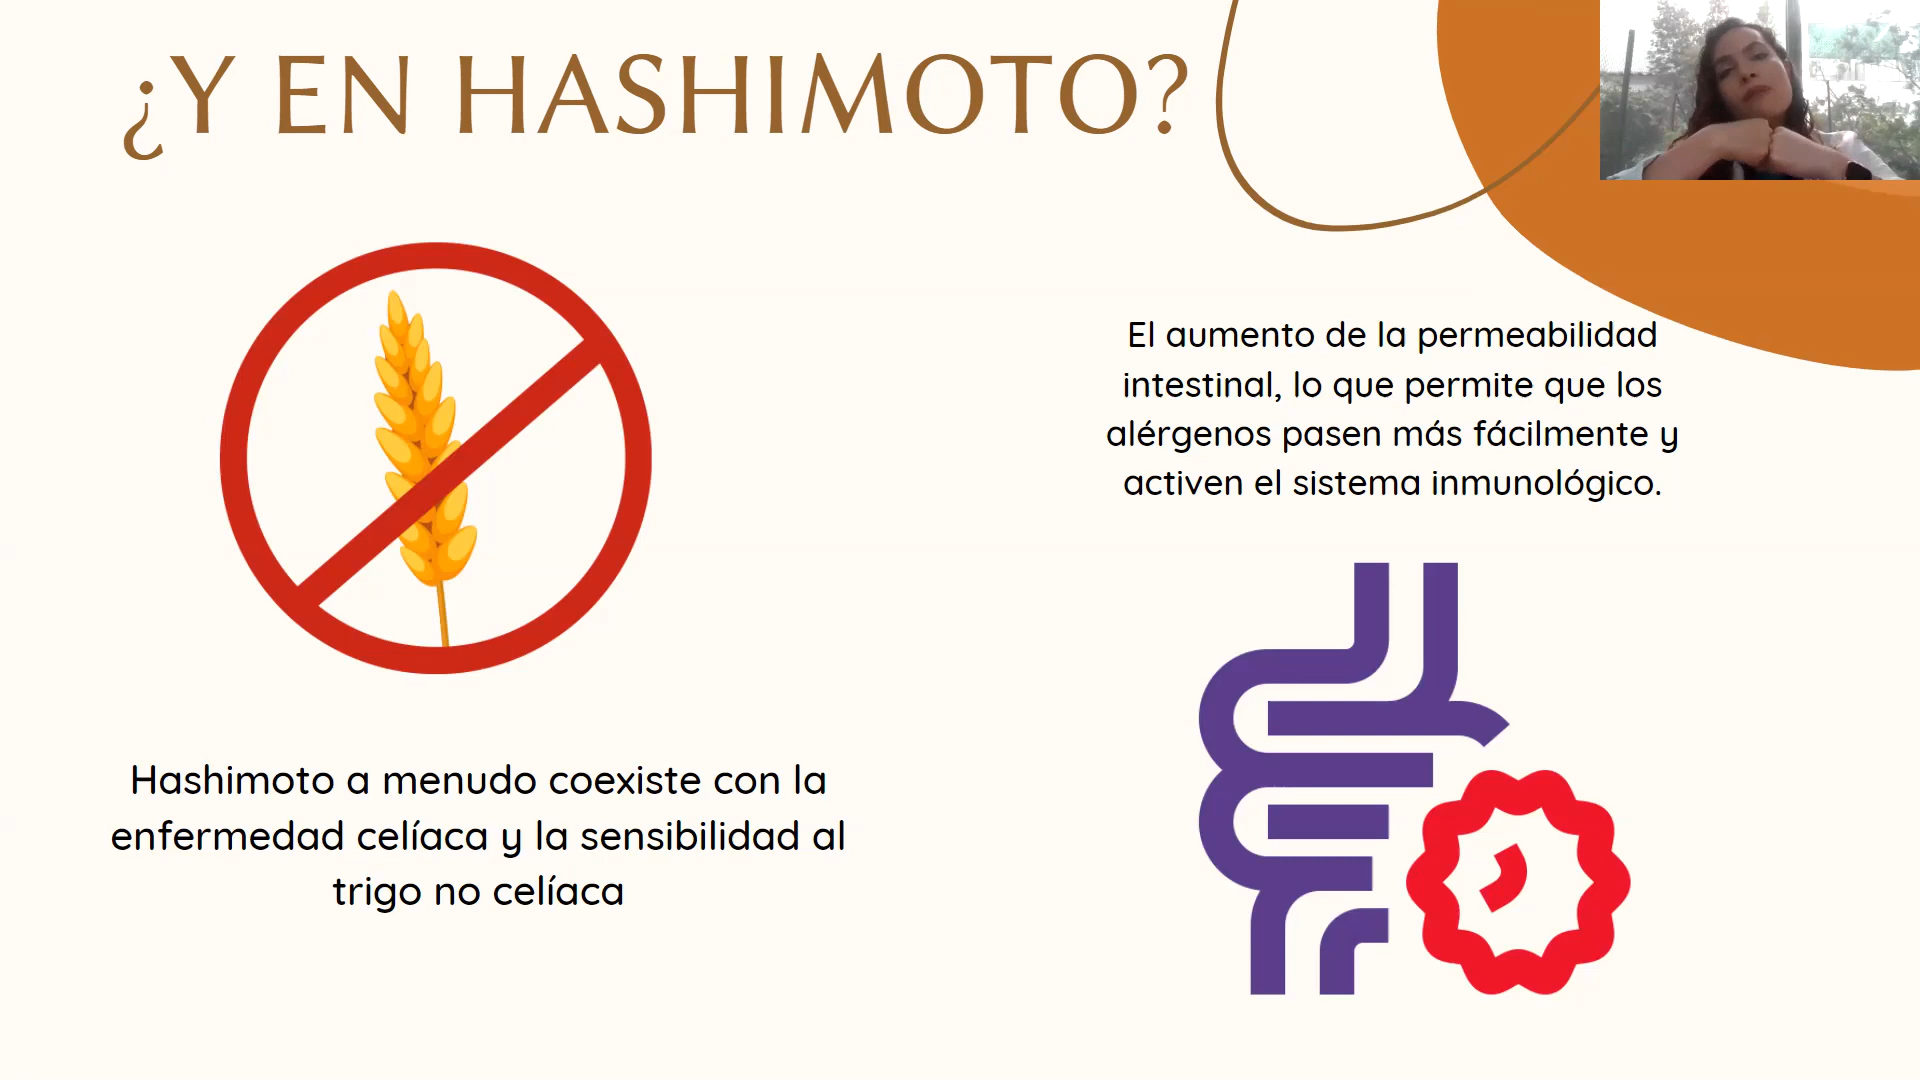 ¿Y EN HASHIMOTO?
El aumento de la permeabilidad
intestinal, lo que permite que los
alérgenos pasen más fácilmente y
activen el sistema inmunológico.
Hashimoto a menudo coexiste con la
enfermedad celíaca y la sensibilidad al
trigo no celíaca